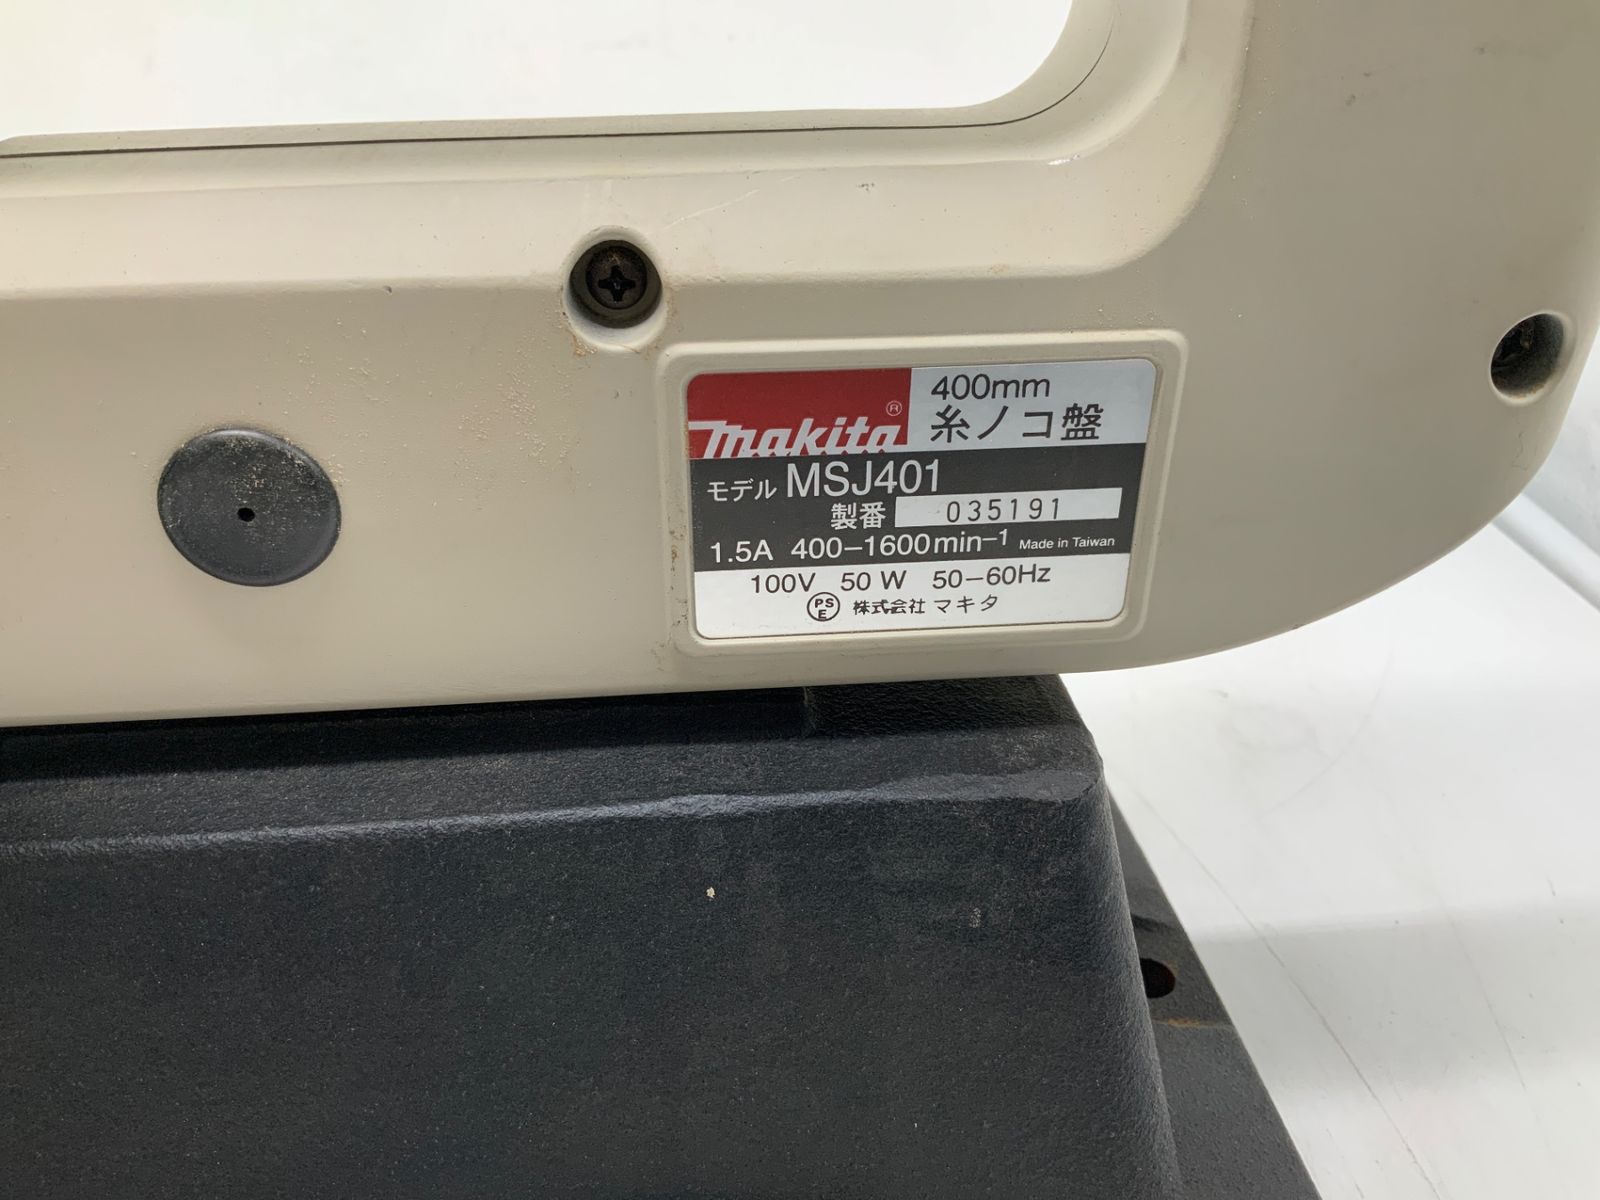 makita® 400mm
糸ノコ盤
モデル MSJ401
製番 035191
1.5A 400-1600min-1 Made in Taiwan
100V 50W 50-60Hz
PSE 株式会社 マキタ